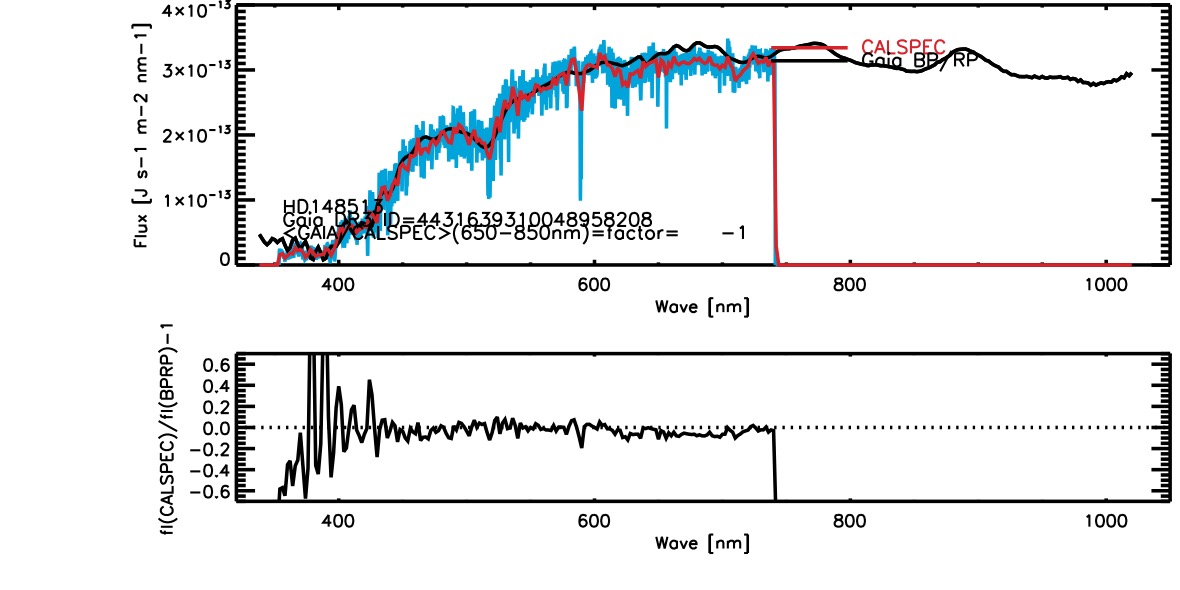 4×10−13
3×10−13
2×10−13
1×10−13
0
Flux [J s−1 m−2 nm−1]
CALSPEC
Gaia BP/RP
HD148513
Gaia DR3 ID=4431639310048958208
<GAIA/CALSPEC>(650−850nm)=factor= −1
400 600 800 1000
Wave [nm]
fl(CALSPEC)/fl(BPRP)−1
0.6
0.4
0.2
0.0
−0.2
−0.4
−0.6
400 600 800 1000
Wave [nm]